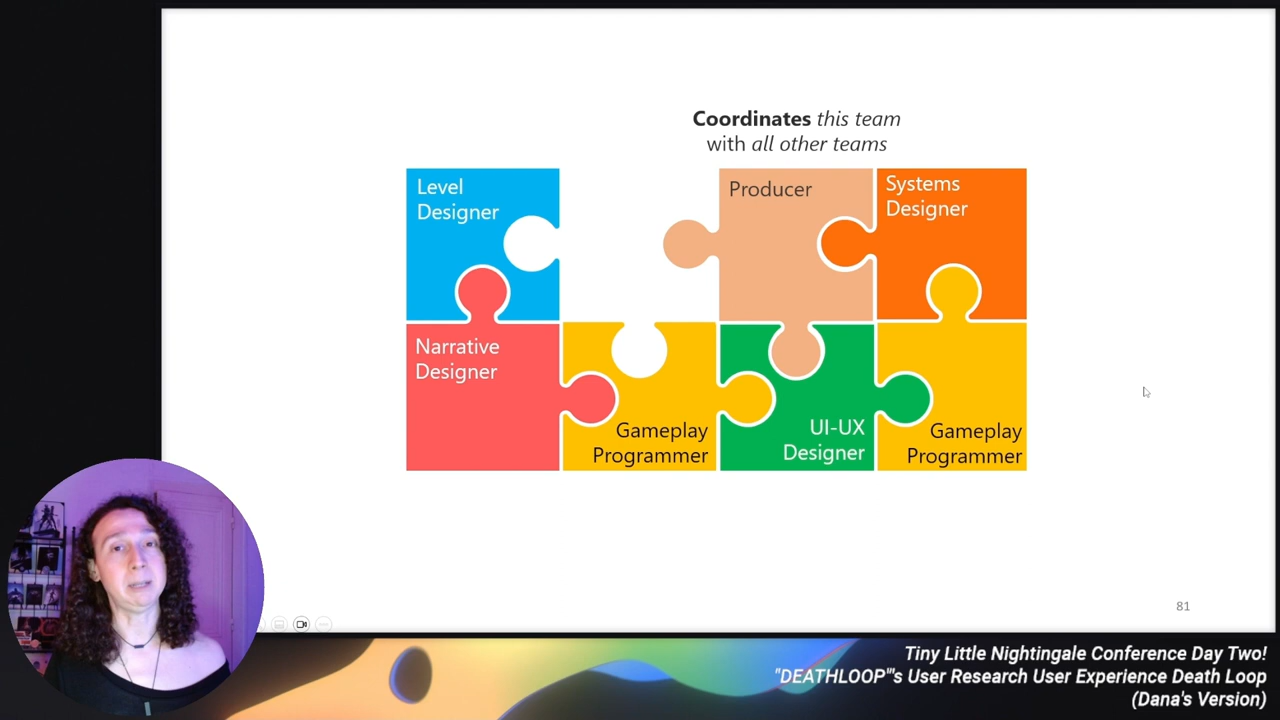 Coordinates this team
with all other teams
Level
Designer
Producer
Systems
Designer
Narrative
Designer
Gameplay
Programmer
UI-UX
Designer
Gameplay
Programmer
81
Tiny Little Nightingale Conference Day Two!
"DEATHLOOP"'s User Research User Experience Death Loop
(Dana's Version)